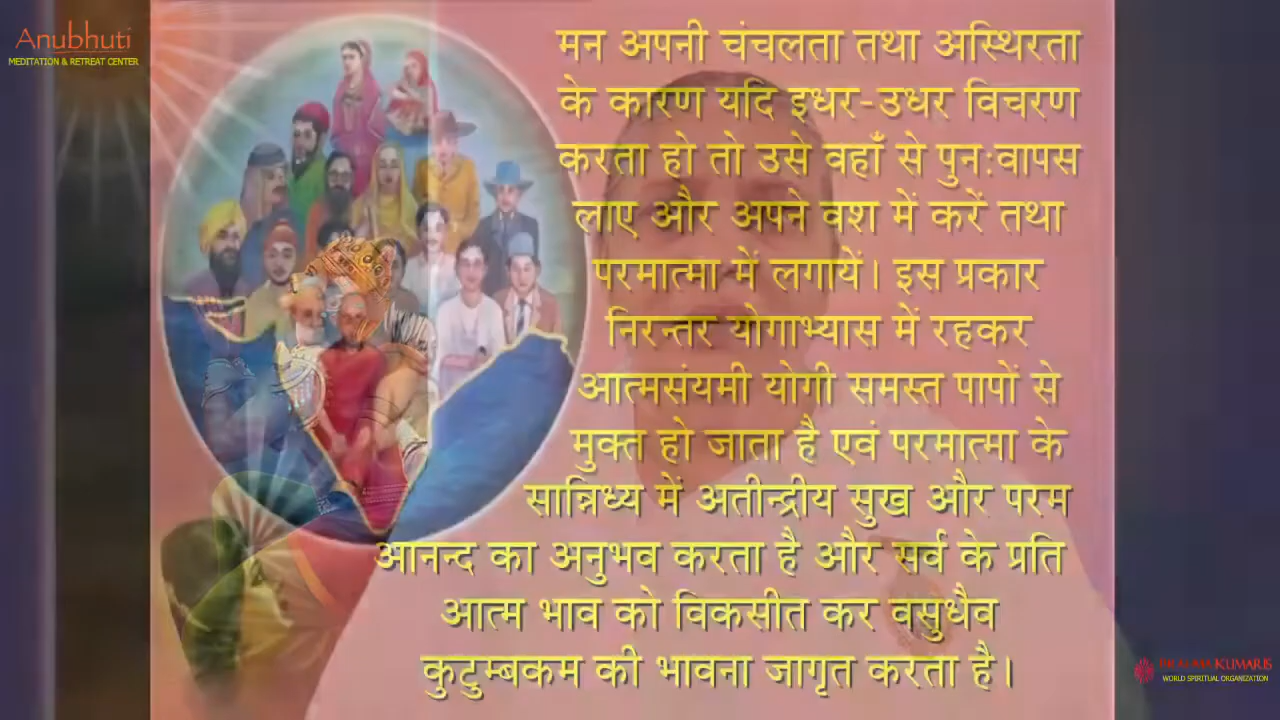 Anubhuti
MEDITATION & RETREAT CENTER
मन अपनी चंचलता तथा अस्थिरता
के कारण यदि इधर-उधर विचरण
करता हो तो उसे वहाँ से पुनःवापस
लाए और अपने वश में करें तथा
परमात्मा में लगायें। इस प्रकार
निरन्तर योगाभ्यास में रहकर
आत्मसंयमी योगी समस्त पापों से
मुक्त हो जाता है एवं परमात्मा के
सान्निध्य में अतीन्द्रीय सुख और परम
आनन्द का अनुभव करता है और सर्व के प्रति
आत्म भाव को विकसीत कर वसुधैव
कुटुम्बकम की भावना जागृत करता है।
BRAHMA KUMARIS
WORLD SPIRITUAL ORGANIZATION